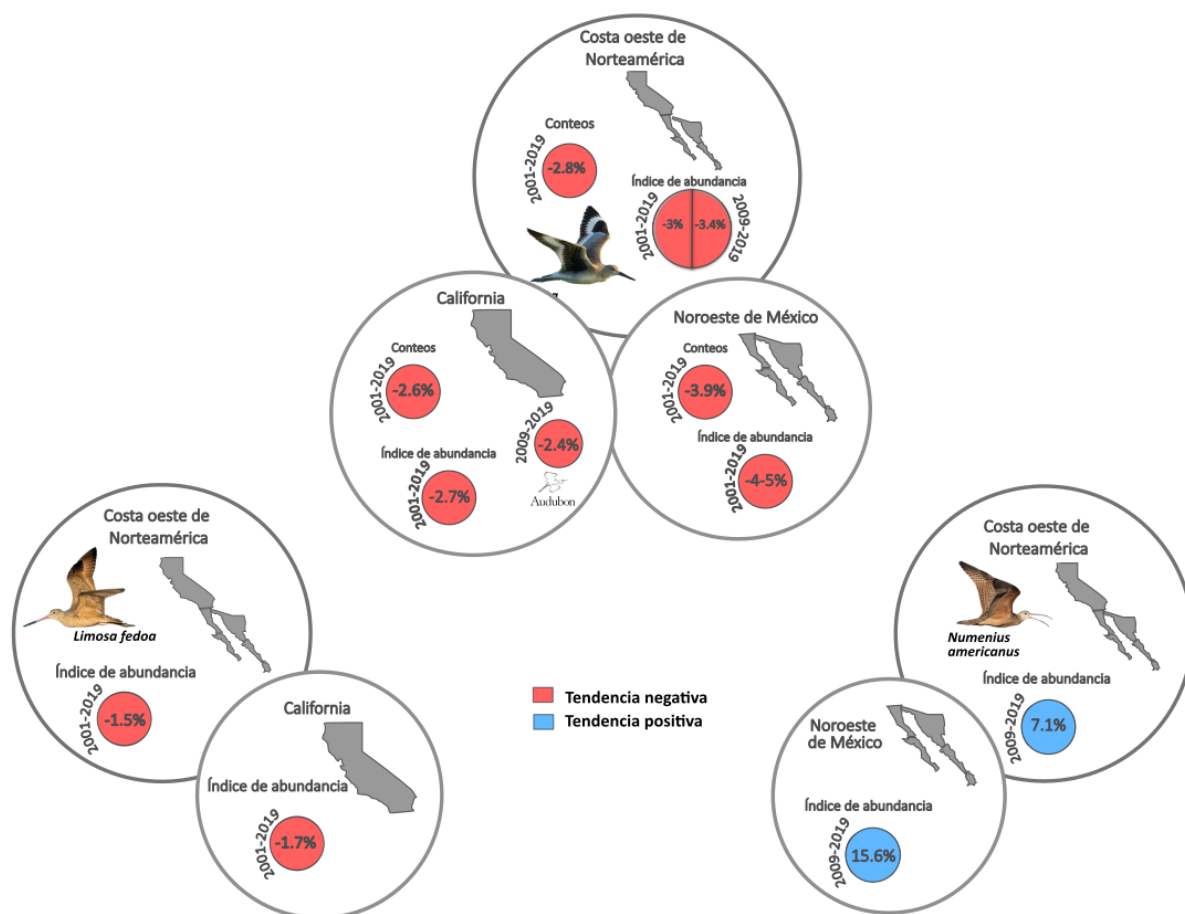 Costa oeste de
Norteamérica
Conteos
2001-2019
-2.8%
Índice de abundancia
2001-2019
-3%
-3.4%
2009-2019
California
Conteos
2001-2019
-2.6%
2009-2019
-2.4%
Audubon
Índice de abundancia
2001-2019
-2.7%
Noroeste de México
Conteos
2001-2019
-3.9%
Índice de abundancia
2001-2019
-4-5%
Costa oeste de
Norteamérica
Limosa fedoa
Índice de abundancia
2001-2019
-1.5%
California
Índice de abundancia
2001-2019
-1.7%
Tendencia negativa
Tendencia positiva
Costa oeste de
Norteamérica
Numenius
americanus
Índice de abundancia
2009-2019
7.1%
Noroeste
de México
Índice de abundancia
2009-2019
15.6%